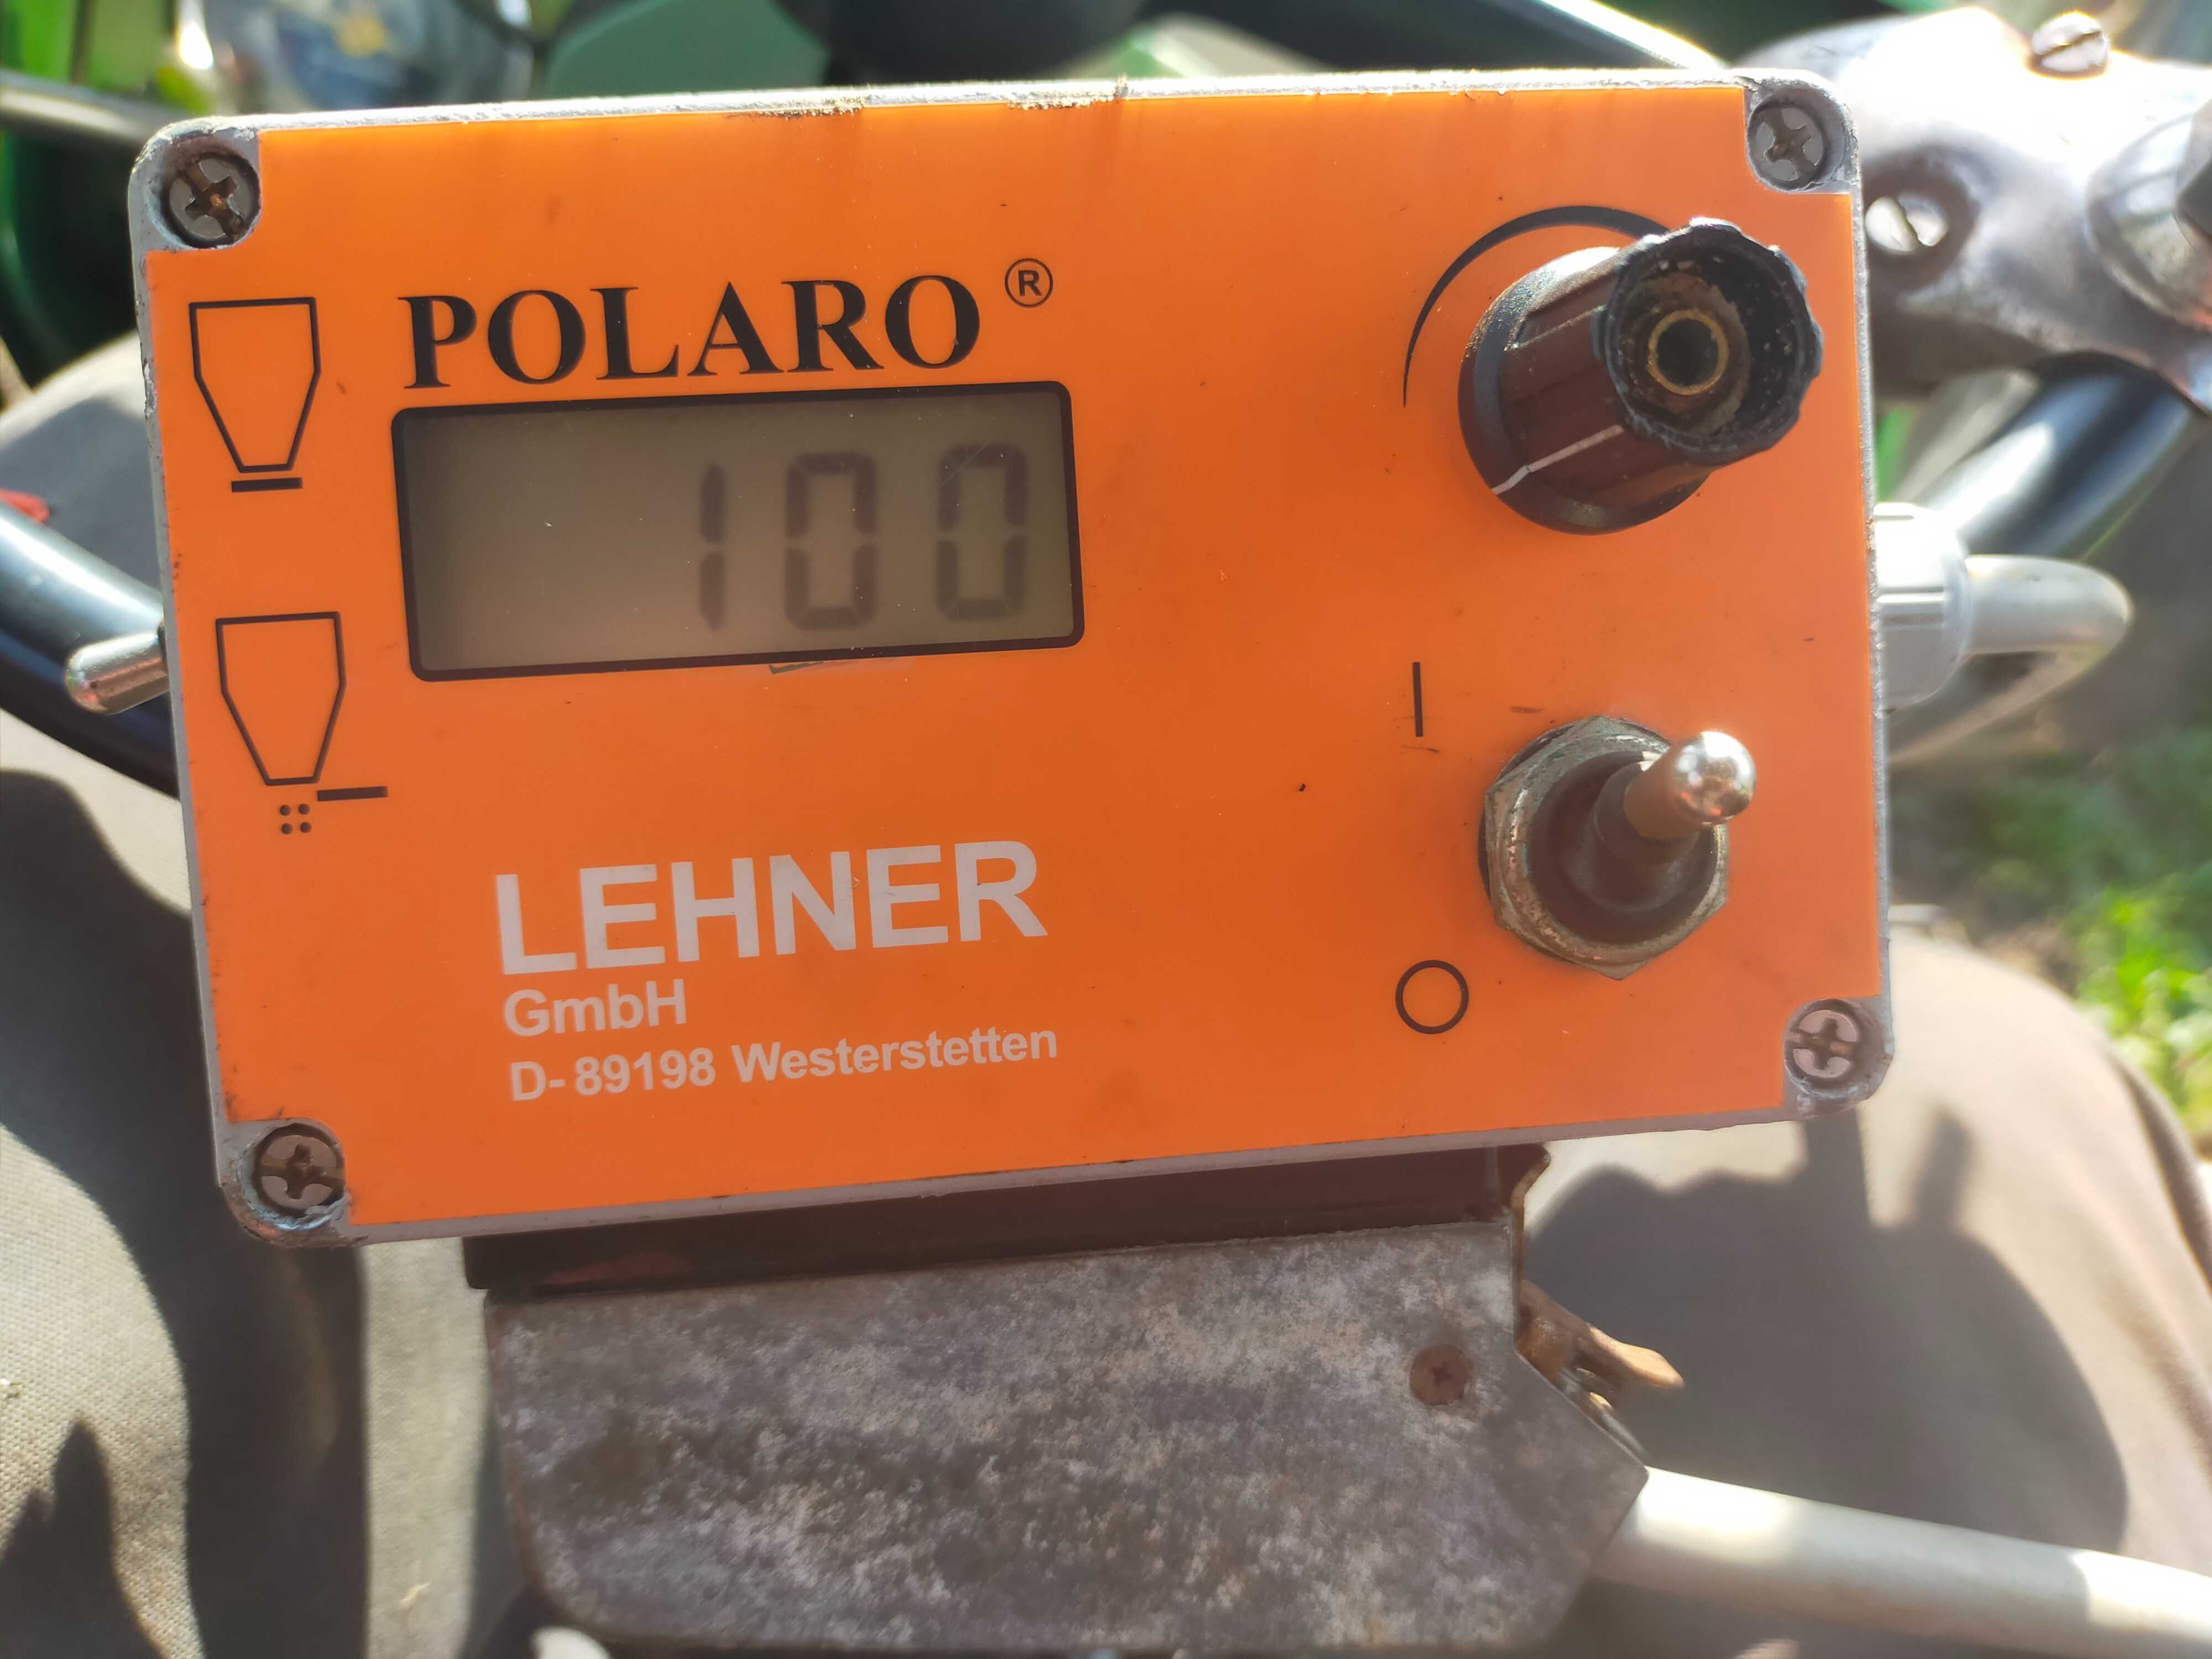 POLARO ®
100
LEHNER
GmbH
D-89198 Westerstetten